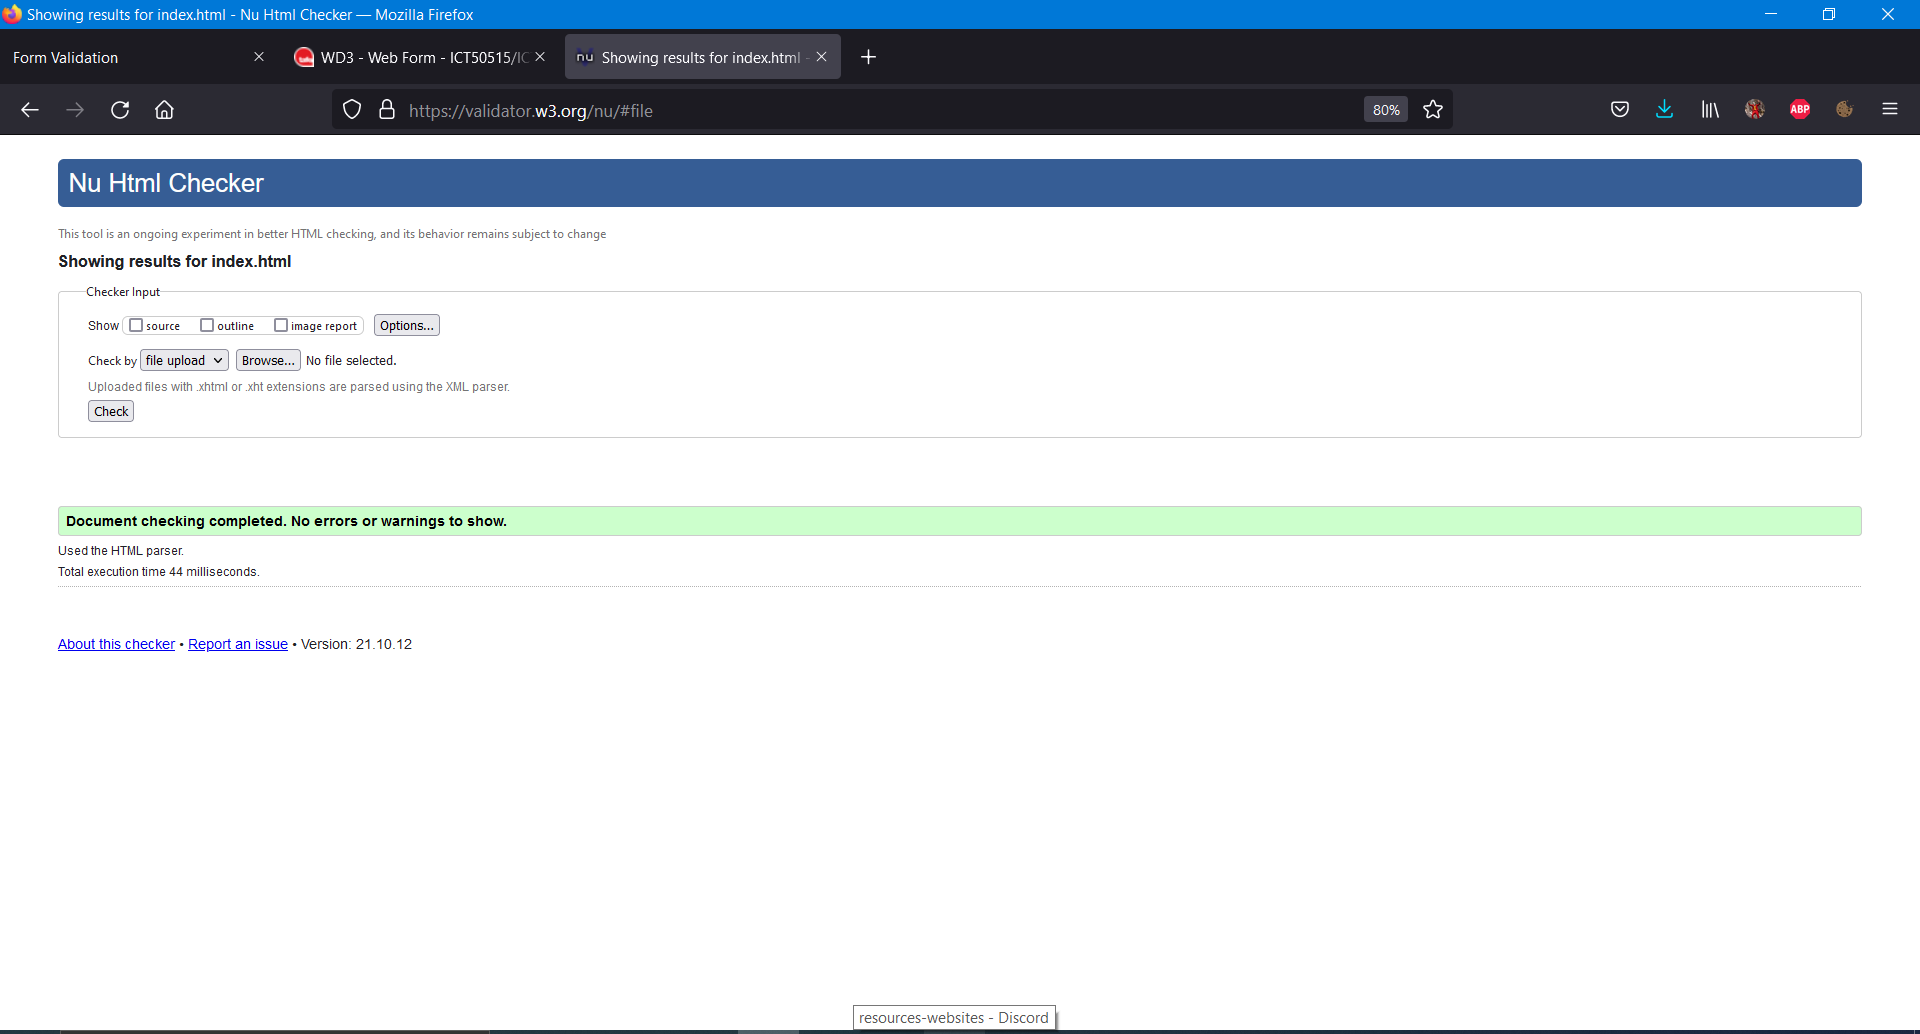 Showing results for index.html - Nu Html Checker — Mozilla Firefox
Form Validation
WD3 - Web Form - ICT50515/IC
nu Showing results for index.html -
https://validator.w3.org/nu/#file
80%
ABP
Nu Html Checker
This tool is an ongoing experiment in better HTML checking, and its behavior remains subject to change
Showing results for index.html
Checker Input
Show source outline image report Options...
Check by file upload Browse... No file selected.
Uploaded files with .xhtml or .xht extensions are parsed using the XML parser.
Check
Document checking completed. No errors or warnings to show.
Used the HTML parser.
Total execution time 44 milliseconds.
About this checker • Report an issue • Version: 21.10.12
resources-websites - Discord